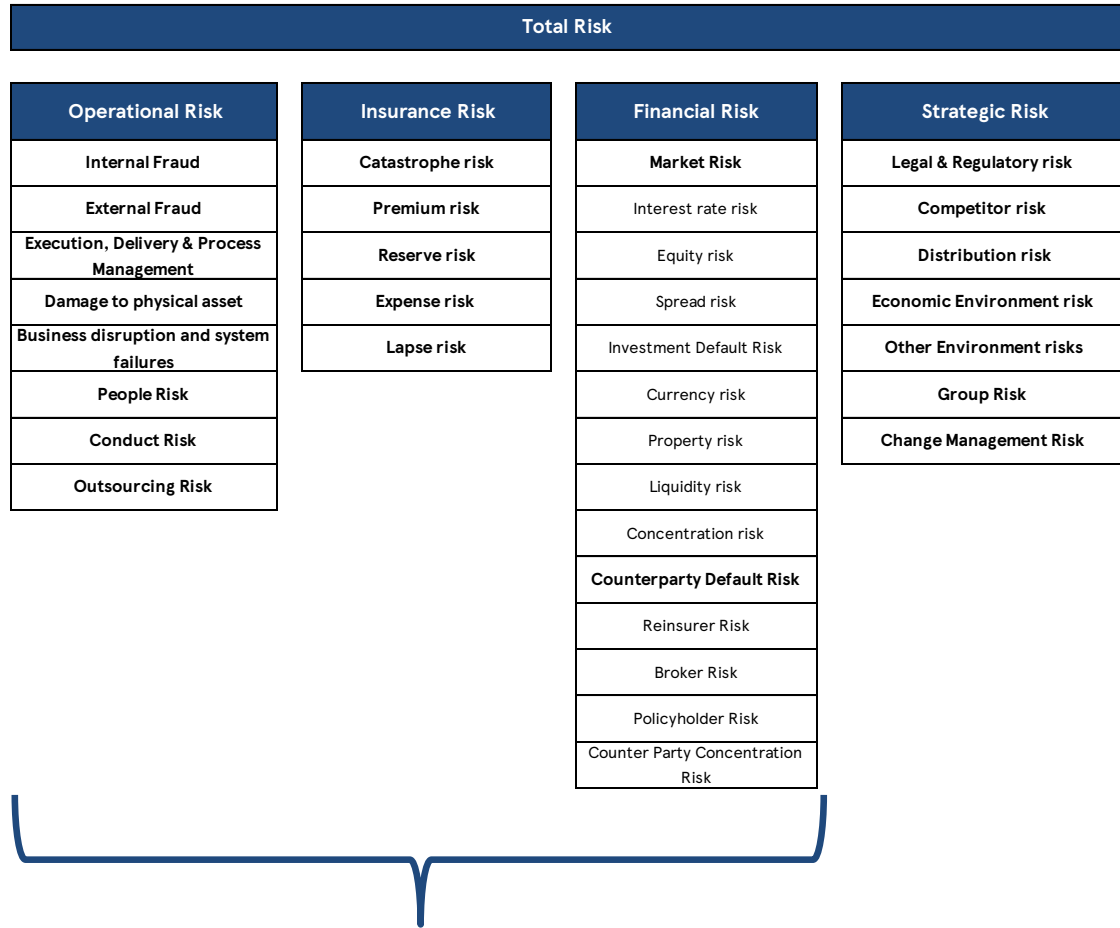 Total Risk
Operational Risk
Internal Fraud
External Fraud
Execution, Delivery & Process
Management
Damage to physical asset
Business disruption and system
failures
People Risk
Conduct Risk
Outsourcing Risk
Insurance Risk
Catastrophe risk
Premium risk
Reserve risk
Expense risk
Lapse risk
Financial Risk
Market Risk
Interest rate risk
Equity risk
Spread risk
Investment Default Risk
Currency risk
Property risk
Liquidity risk
Concentration risk
Counterparty Default Risk
Reinsurer Risk
Broker Risk
Policyholder Risk
Counter Party Concentration
Risk
Strategic Risk
Legal & Regulatory risk
Competitor risk
Distribution risk
Economic Environment risk
Other Environment risks
Group Risk
Change Management Risk